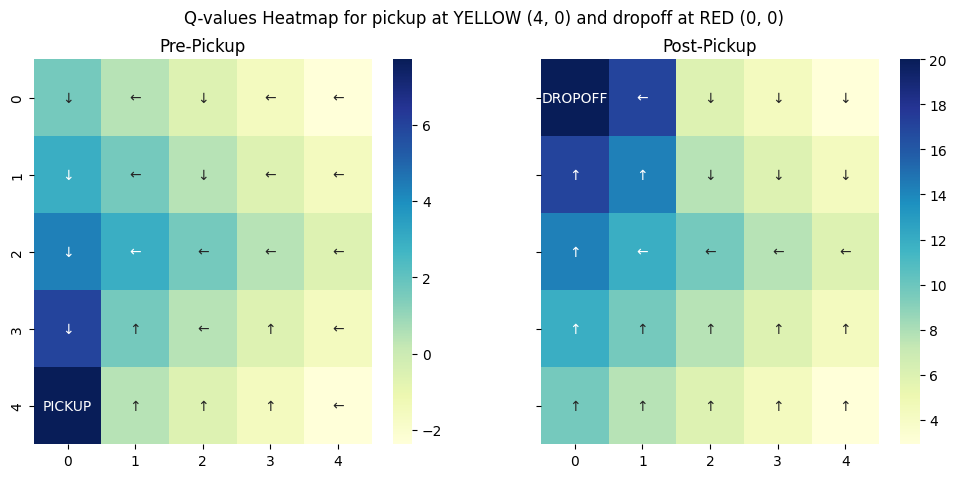 Q-values Heatmap for pickup at YELLOW (4, 0) and dropoff at RED (0, 0)
Pre-Pickup
Post-Pickup
0 ↓ ← ↓ ← ←
1 ↓ ← ↓ ← ←
2 ↓ ← ← ← ←
3 ↓ ↑ ← ↑ ←
4 PICKUP ↑ ↑ ↑ ←
0 1 2 3 4
6
4
2
0
−2
DROPOFF ← ↓ ↓ ↓
↑ ↑ ↓ ↓ ↓
↑ ← ← ← ←
↑ ↑ ↑ ↑ ↑
↑ ↑ ↑ ↑ ↑
0 1 2 3 4
20
18
16
14
12
10
8
6
4